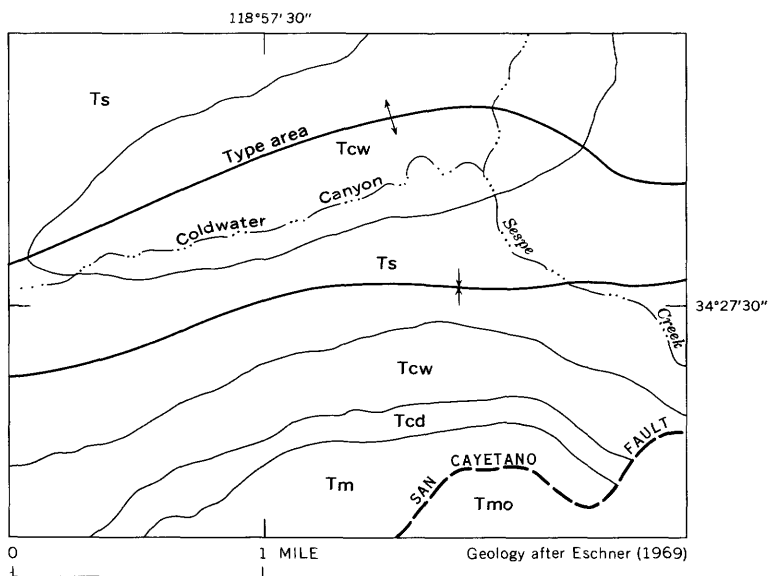 118°57'30"
Ts
Type area
Tcw
Coldwater Canyon
Sespe Creek
Ts
34°27'30"
Tcw
Tcd
SAN CAYETANO FAULT
Tm
Tmo
0 1 MILE Geology after Eschner (1969)